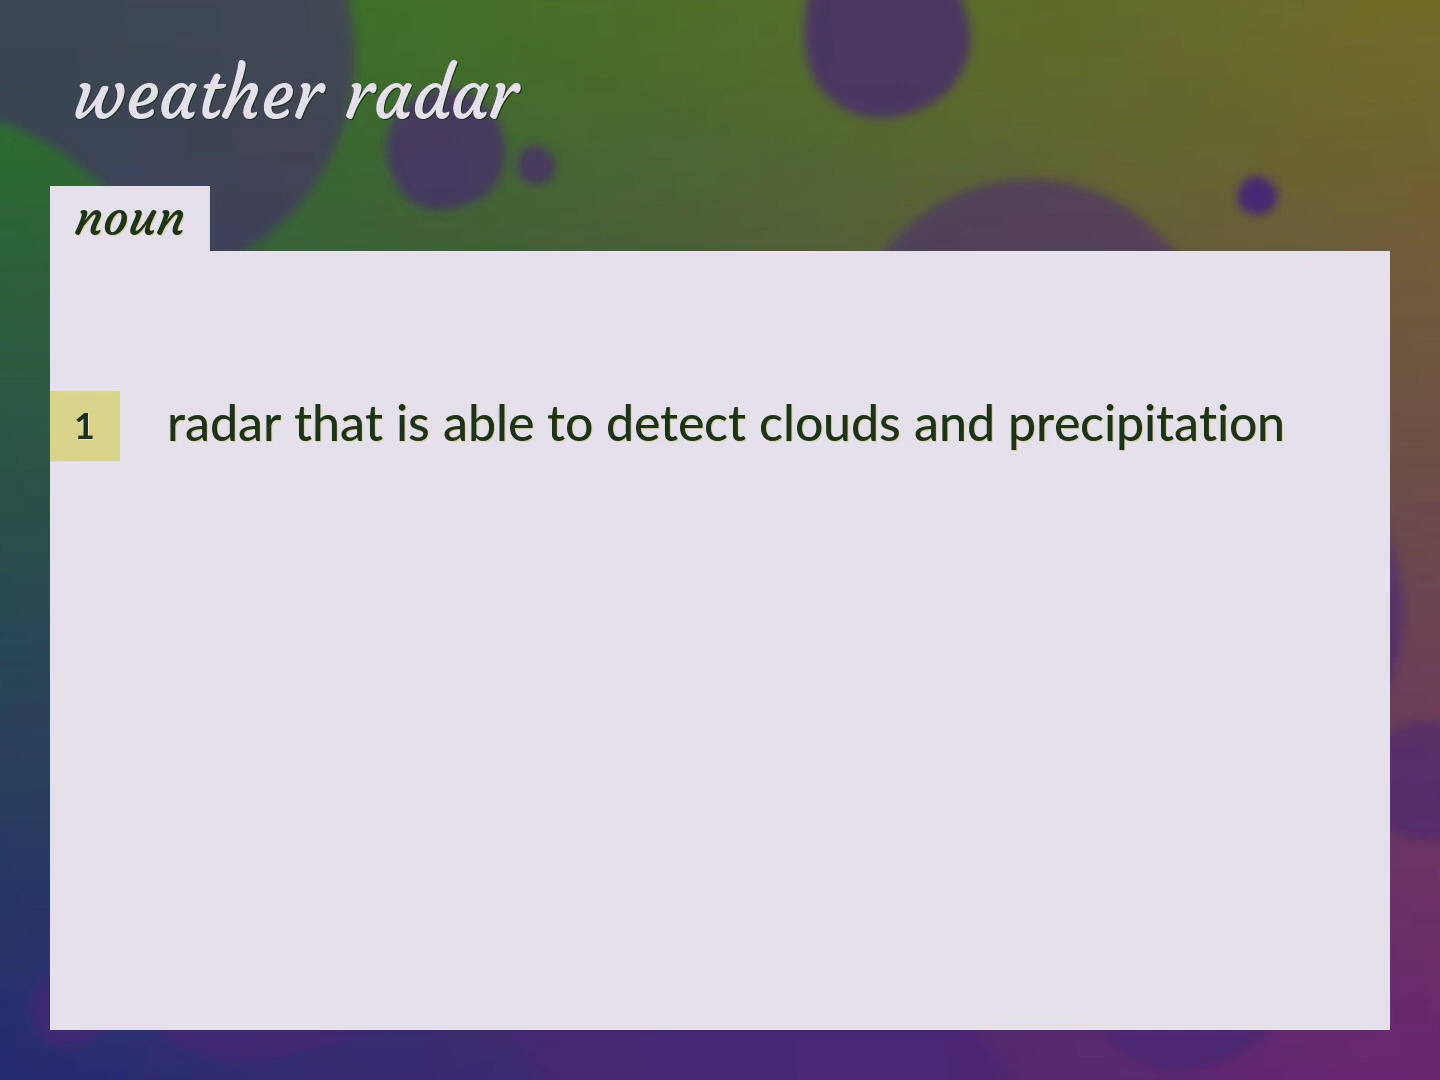 weather radar
noun
1 radar that is able to detect clouds and precipitation